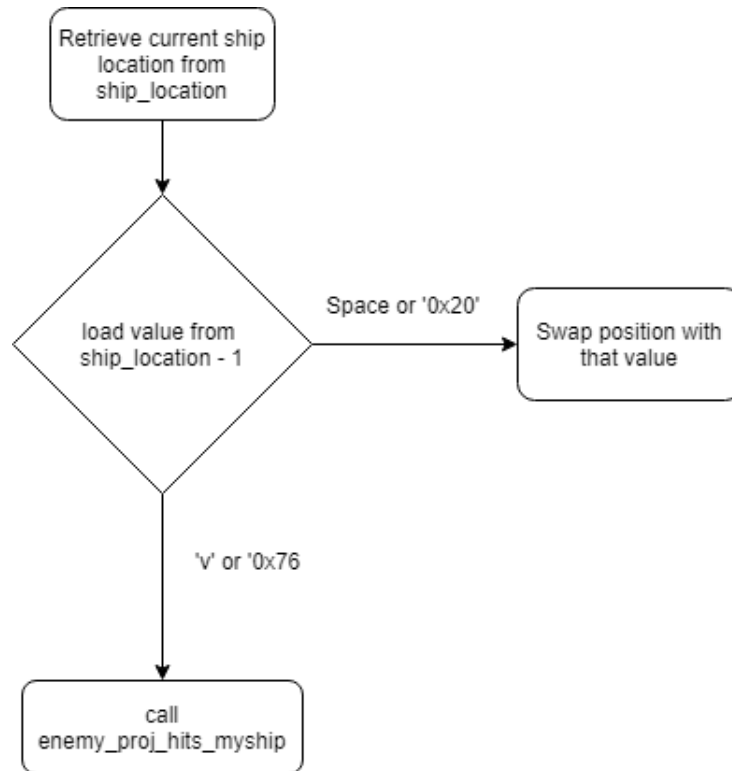 Retrieve current ship
location from
ship_location
load value from
ship_location - 1
Space or '0x20'
Swap position with
that value
'v' or '0x76
call
enemy_proj_hits_myship